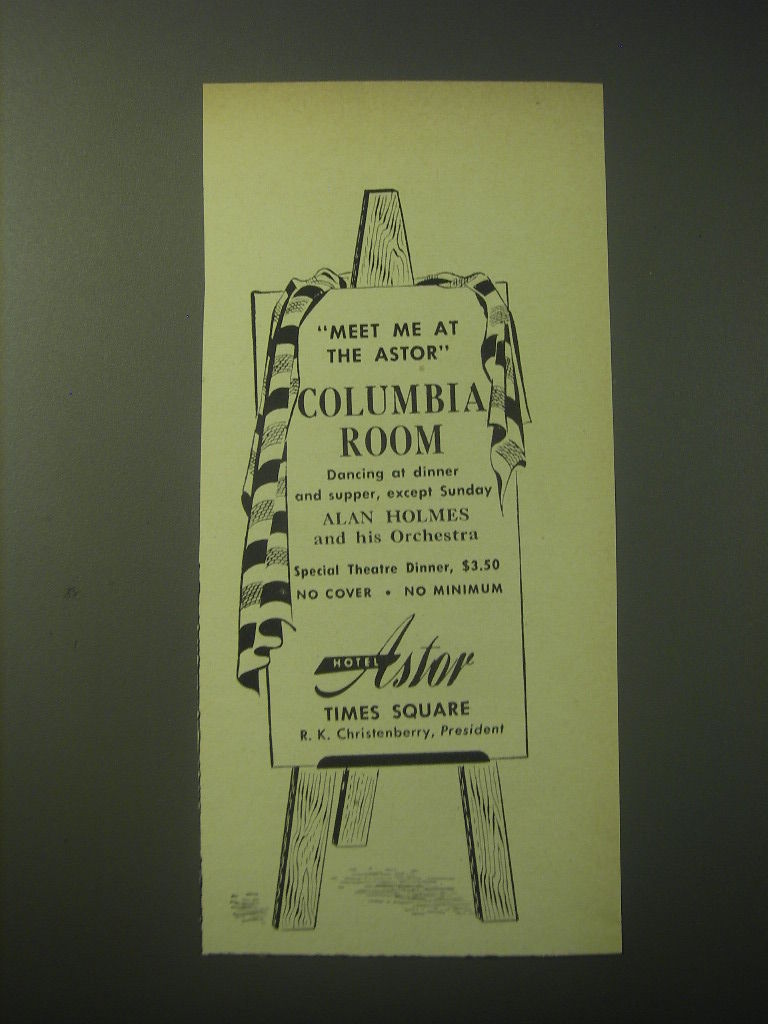 "MEET ME AT
THE ASTOR"
COLUMBIA
ROOM
Dancing at dinner
and supper, except Sunday
ALAN HOLMES
and his Orchestra
Special Theatre Dinner, $3.50
NO COVER • NO MINIMUM
HOTEL Astor
TIMES SQUARE
R. K. Christenberry, President